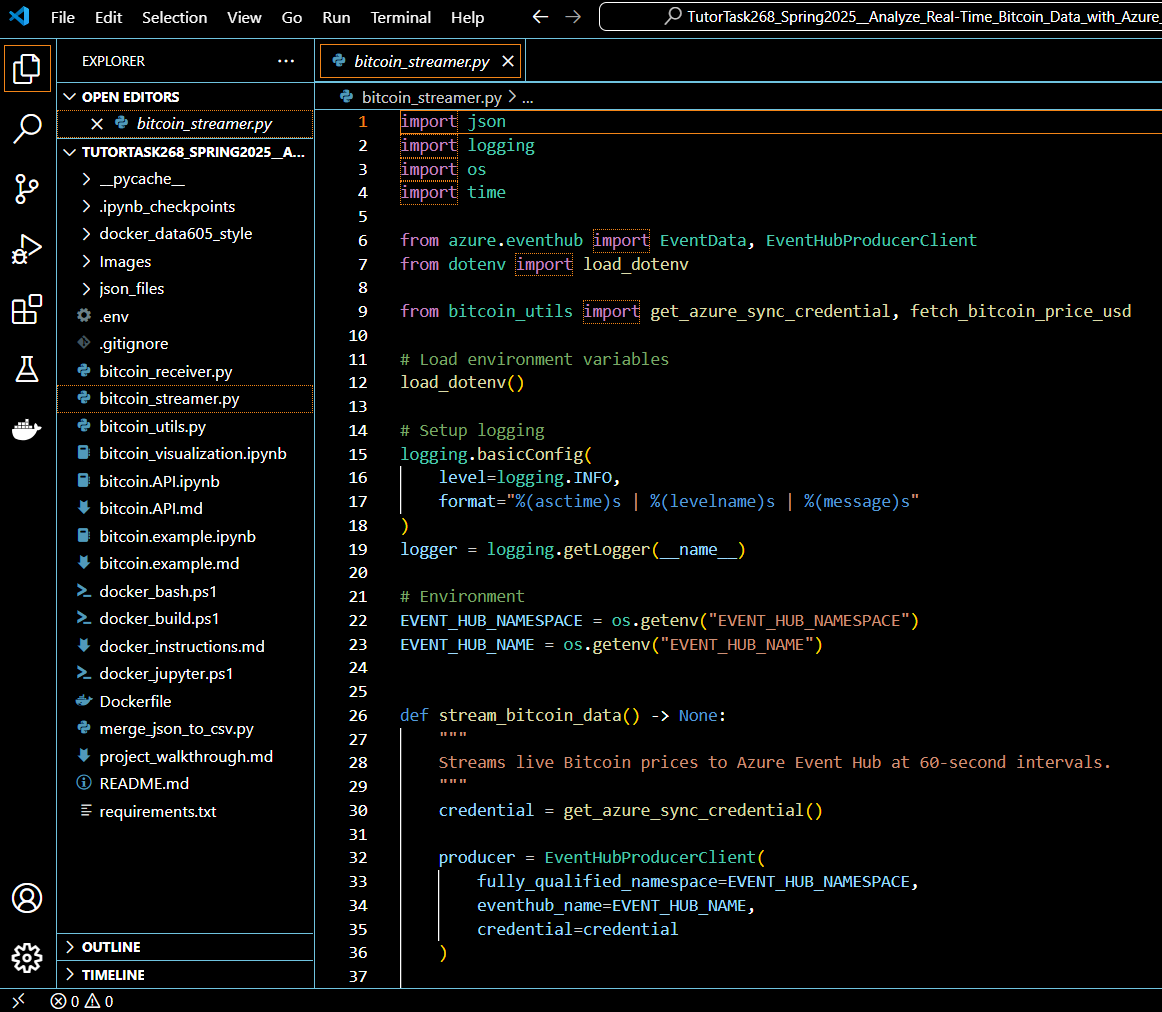 File Edit Selection View Go Run Terminal Help
TutorTask268_Spring2025__Analyze_Real-Time_Bitcoin_Data_with_Azure_
EXPLORER
OPEN EDITORS
bitcoin_streamer.py
TUTORTASK268_SPRING2025__A...
__pycache__
.ipynb_checkpoints
docker_data605_style
Images
json_files
.env
.gitignore
bitcoin_receiver.py
bitcoin_streamer.py
bitcoin_utils.py
bitcoin_visualization.ipynb
bitcoin.API.ipynb
bitcoin.API.md
bitcoin.example.ipynb
bitcoin.example.md
docker_bash.ps1
docker_build.ps1
docker_instructions.md
docker_jupyter.ps1
Dockerfile
merge_json_to_csv.py
project_walkthrough.md
README.md
requirements.txt
OUTLINE
TIMELINE
bitcoin_streamer.py
bitcoin_streamer.py > ...
1 import json
2 import logging
3 import os
4 import time
5
6 from azure.eventhub import EventData, EventHubProducerClient
7 from dotenv import load_dotenv
8
9 from bitcoin_utils import get_azure_sync_credential, fetch_bitcoin_price_usd
10
11 # Load environment variables
12 load_dotenv()
13
14 # Setup logging
15 logging.basicConfig(
16     level=logging.INFO,
17     format="%(asctime)s | %(levelname)s | %(message)s"
18 )
19 logger = logging.getLogger(__name__)
20
21 # Environment
22 EVENT_HUB_NAMESPACE = os.getenv("EVENT_HUB_NAMESPACE")
23 EVENT_HUB_NAME = os.getenv("EVENT_HUB_NAME")
24
25
26 def stream_bitcoin_data() -> None:
27     """
28     Streams live Bitcoin prices to Azure Event Hub at 60-second intervals.
29     """
30     credential = get_azure_sync_credential()
31
32     producer = EventHubProducerClient(
33         fully_qualified_namespace=EVENT_HUB_NAMESPACE,
34         eventhub_name=EVENT_HUB_NAME,
35         credential=credential
36     )
37
0 0